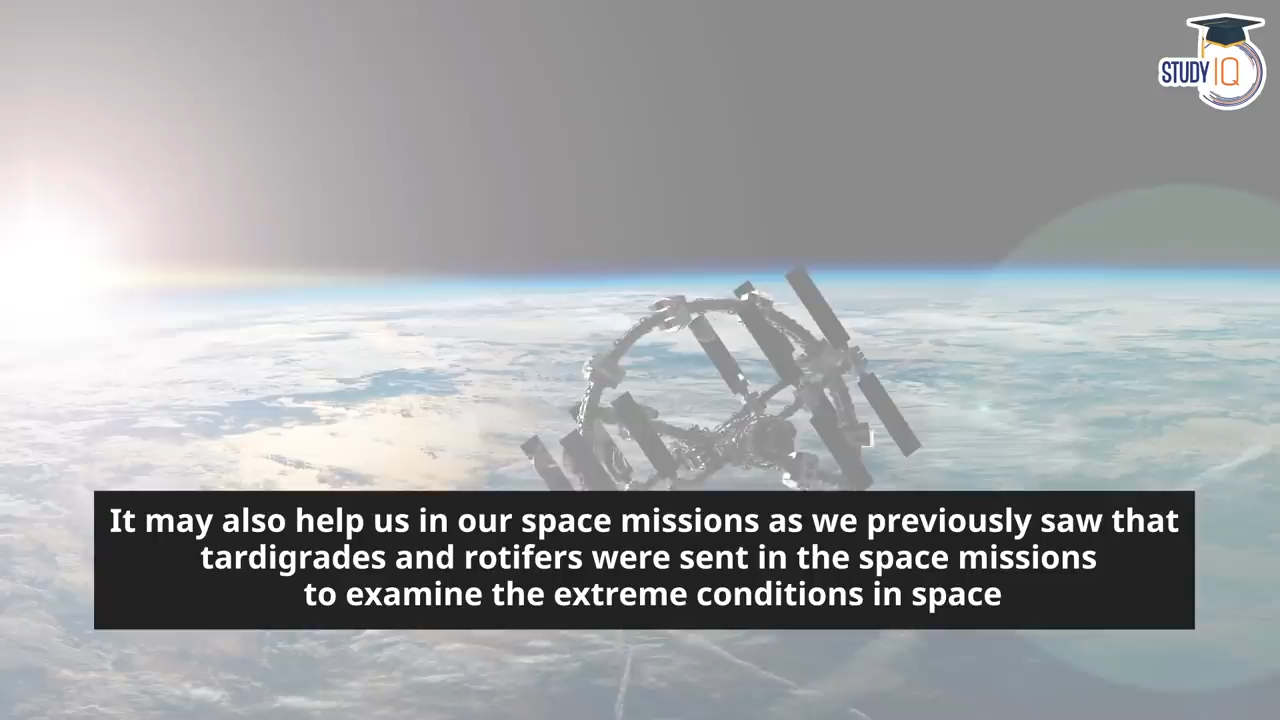 STUDY IQ
It may also help us in our space missions as we previously saw that
tardigrades and rotifers were sent in the space missions
to examine the extreme conditions in space